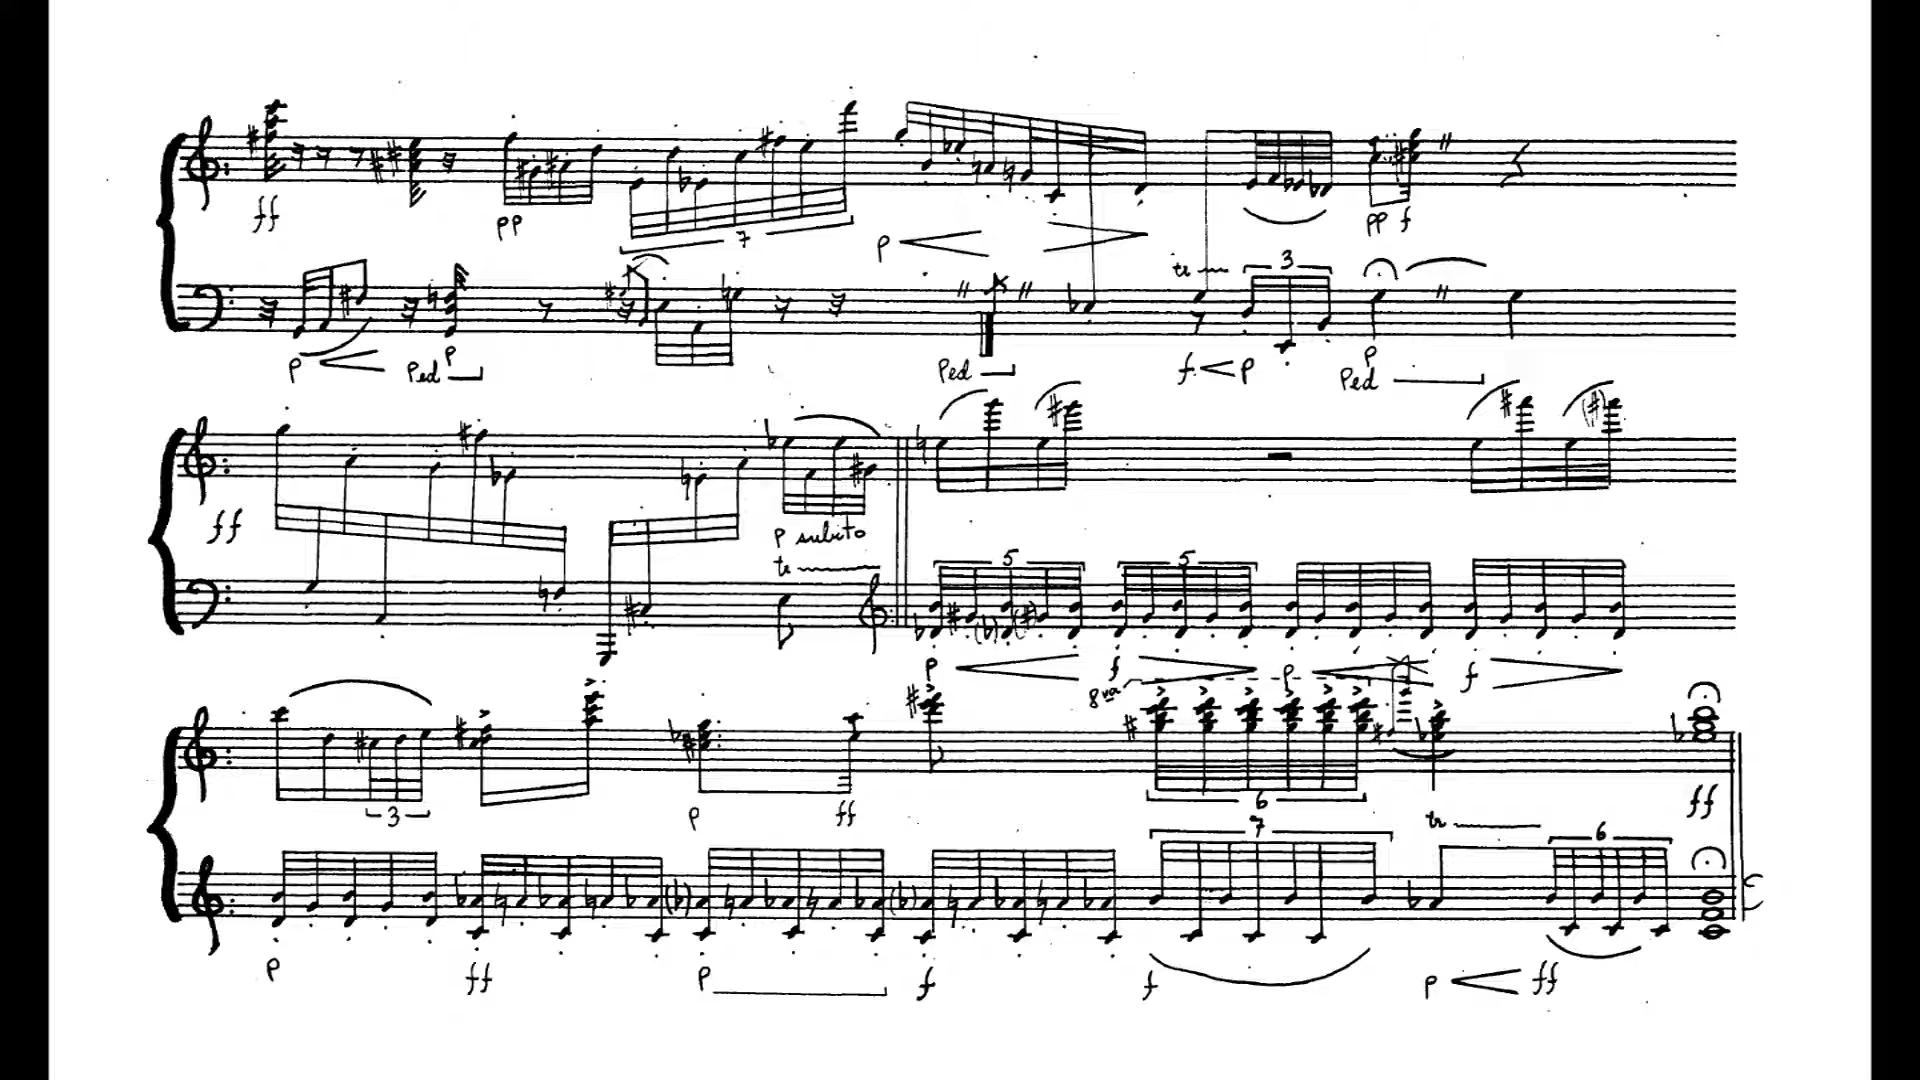 ff pp p pp f
7
tr 3
p Ped p Ped f p p Ped
ff p subito
tr 5 5
p f p f
8va
3 p ff 6 ff
7 tr 6
p ff p f f p ff